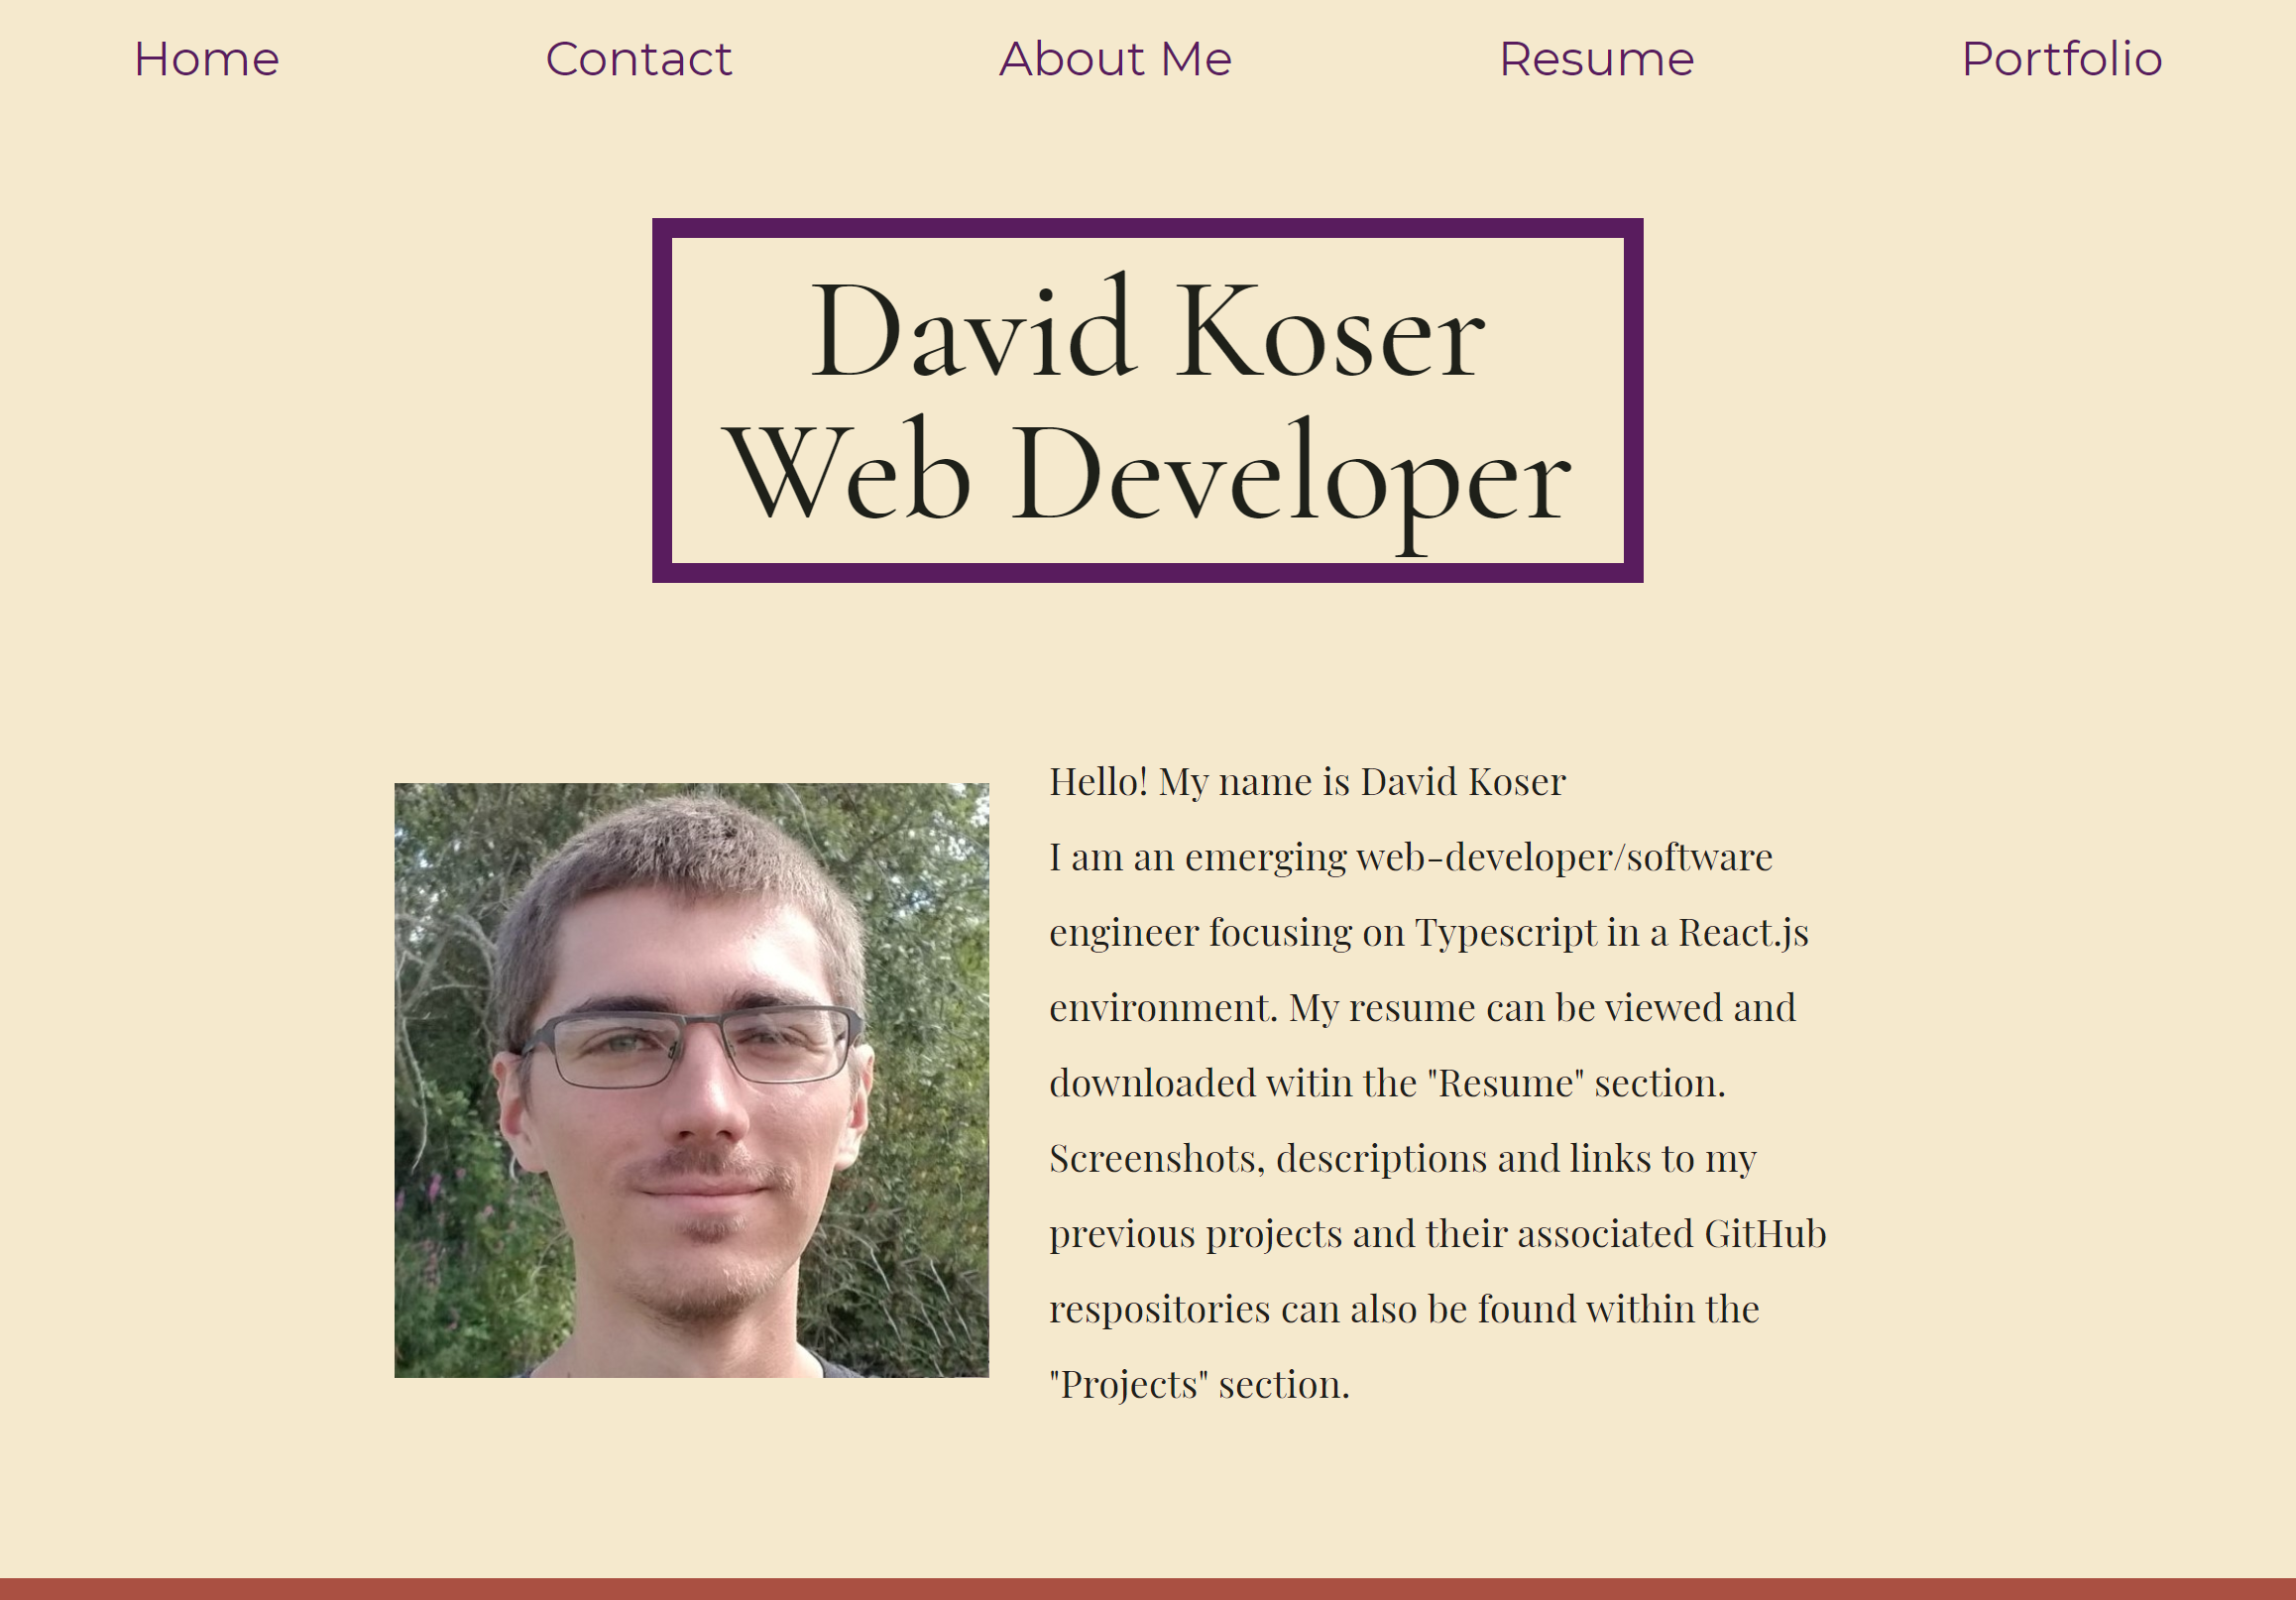 Home Contact About Me Resume Portfolio
David Koser
Web Developer
Hello! My name is David Koser
I am an emerging web-developer/software
engineer focusing on Typescript in a React.js
environment. My resume can be viewed and
downloaded witin the "Resume" section.
Screenshots, descriptions and links to my
previous projects and their associated GitHub
respositories can also be found within the
"Projects" section.